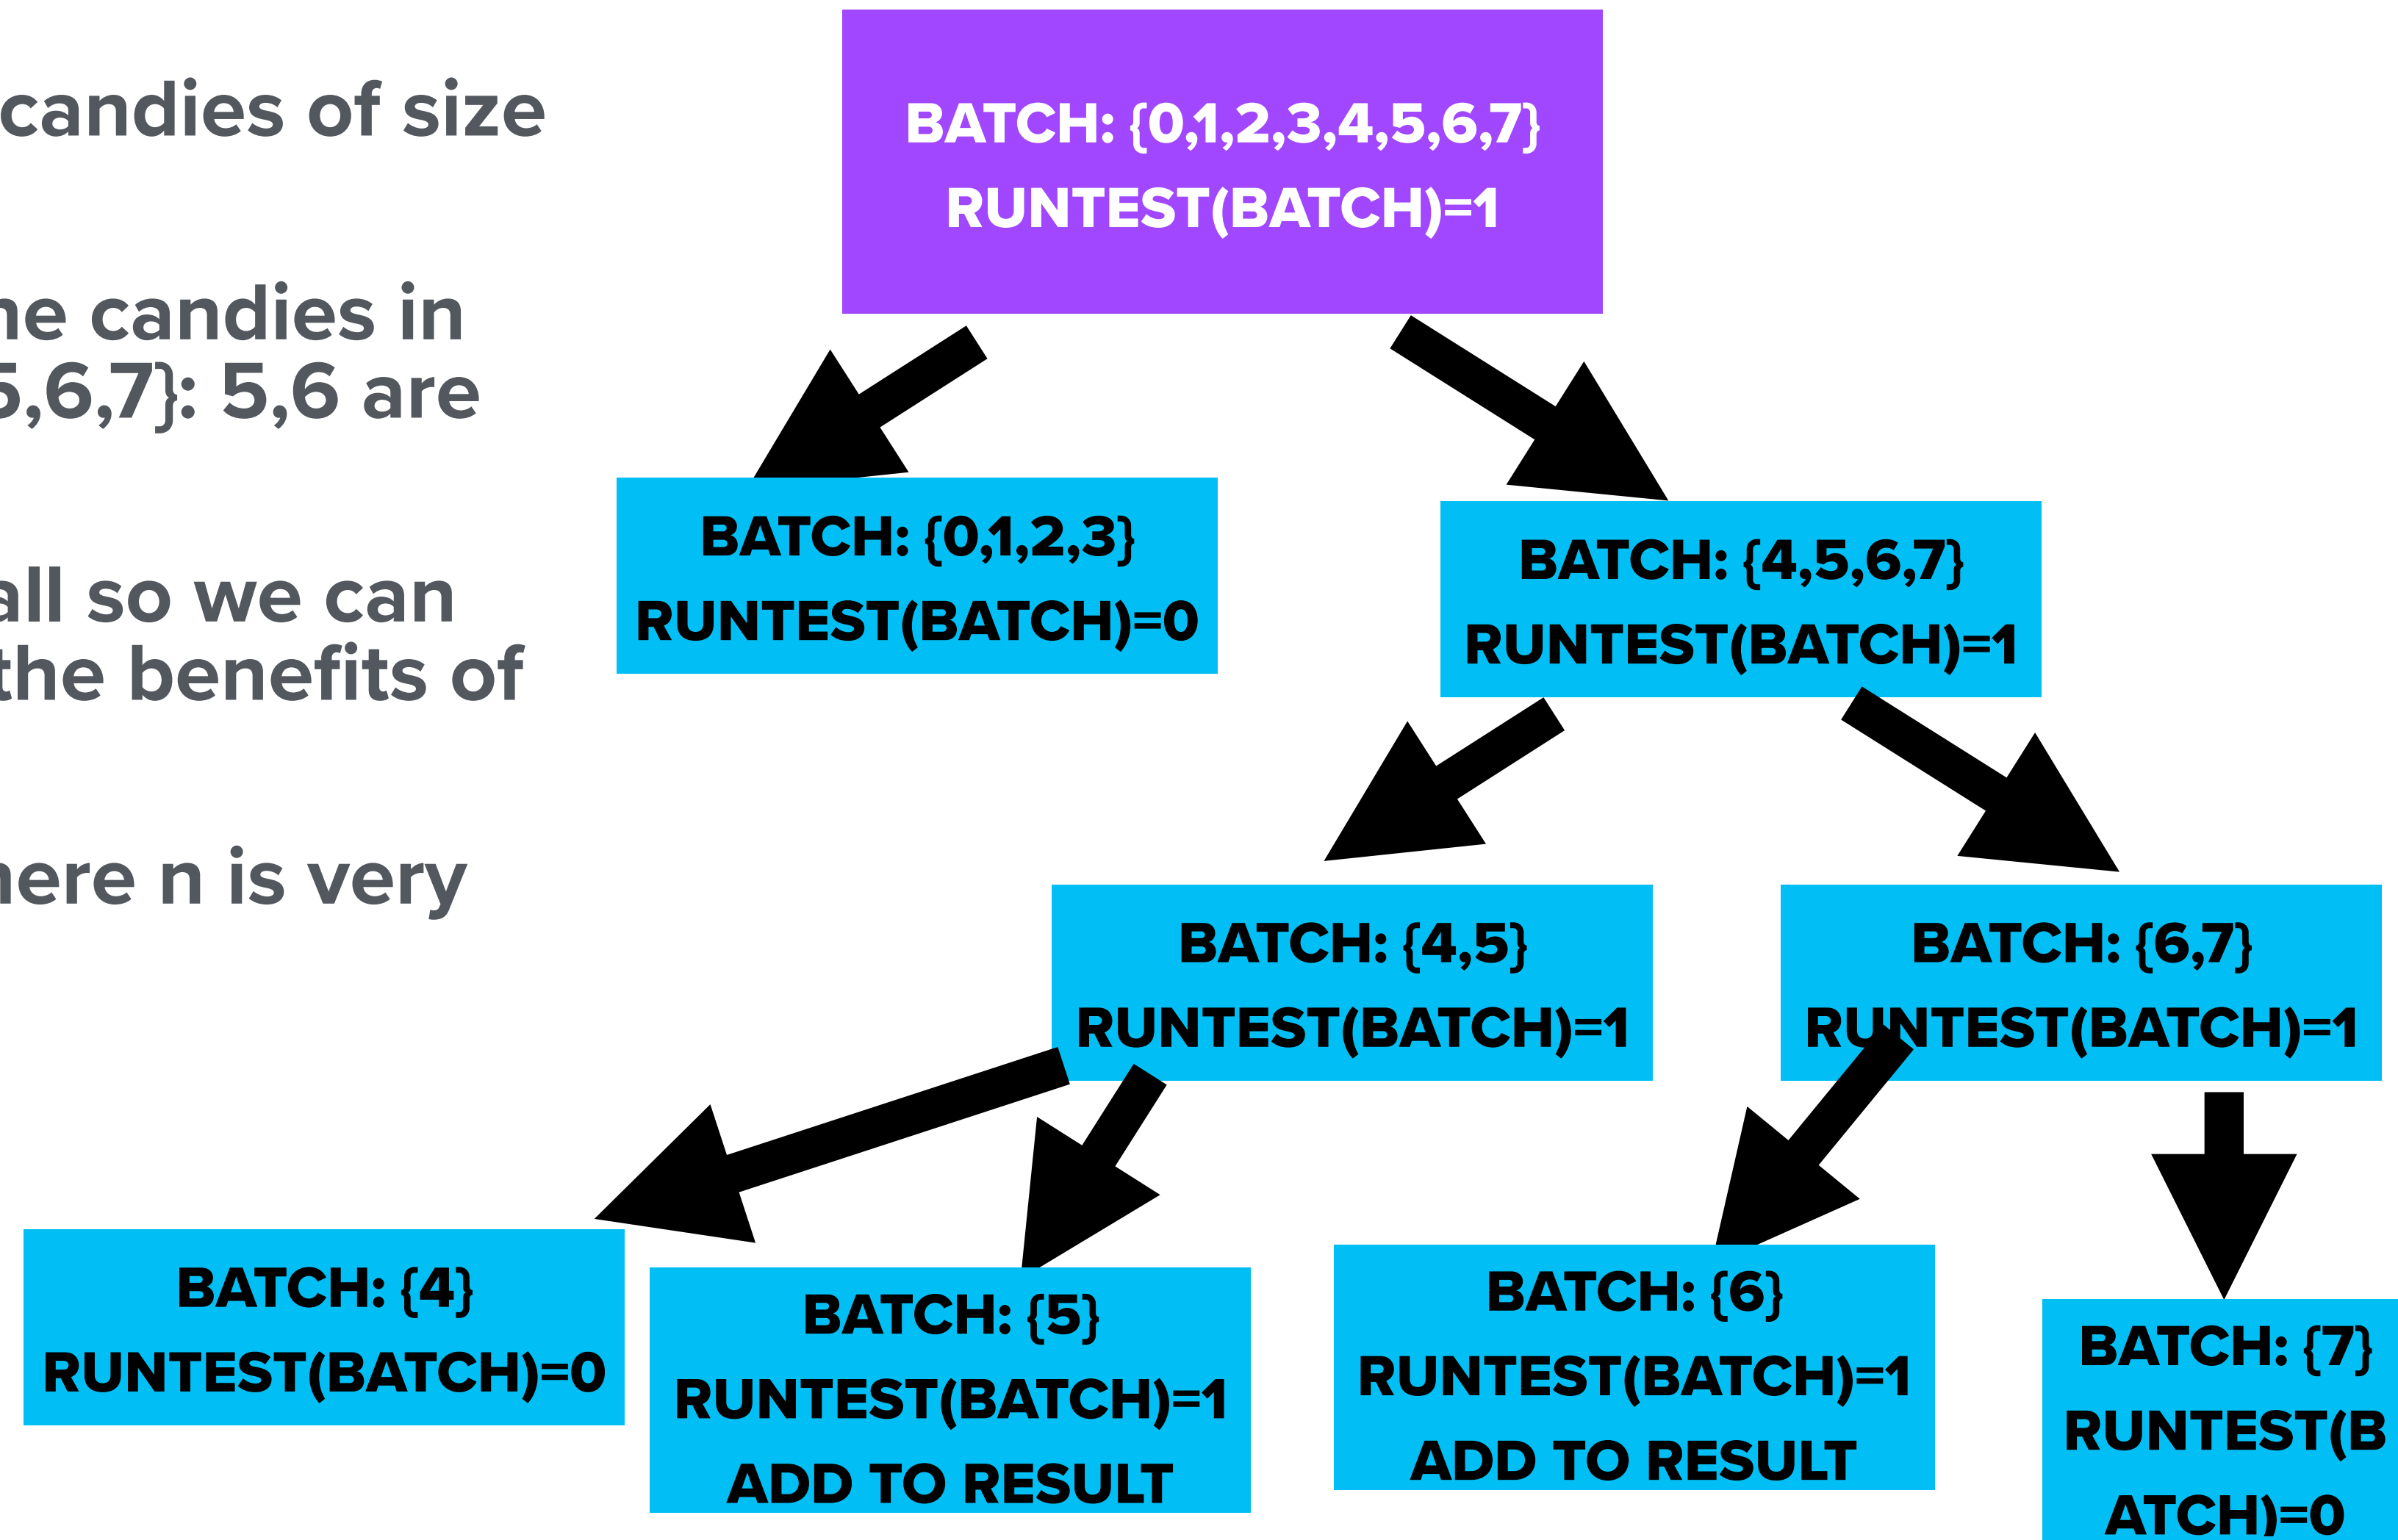 candies of size
ne candies in
5,6,7}: 5,6 are
all so we can
the benefits of
here n is very
BATCH: {0,1,2,3,4,5,6,7}
RUNTEST(BATCH)=1
BATCH: {0,1,2,3}
RUNTEST(BATCH)=0
BATCH: {4,5,6,7}
RUNTEST(BATCH)=1
BATCH: {4,5}
RUNTEST(BATCH)=1
BATCH: {6,7}
RUNTEST(BATCH)=1
BATCH: {4}
RUNTEST(BATCH)=0
BATCH: {5}
RUNTEST(BATCH)=1
ADD TO RESULT
BATCH: {6}
RUNTEST(BATCH)=1
ADD TO RESULT
BATCH: {7}
RUNTEST(B
ATCH)=0